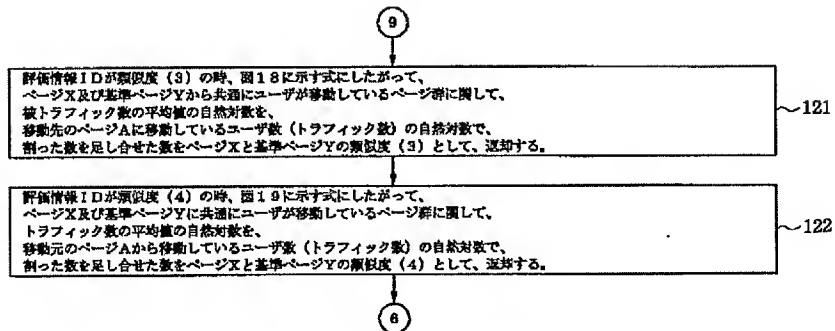 9
評価情報IDが類似度(3)の時、図18に示す式にしたがって、
ページX及び基準ページYから共通にユーザが移動しているページ群に関して、
被トラフィック数の平均値の自然対数を、
移動先のページAに移動しているユーザ数(トラフィック数)の自然対数で、
割った数を足し合せた数をページXと基準ページYの類似度(3)として、返却する。
121
評価情報IDが類似度(4)の時、図19に示す式にしたがって、
ページX及び基準ページYに共通にユーザが移動しているページ群に関して、
トラフィック数の平均値の自然対数を、
移動元のページAから移動しているユーザ数(トラフィック数)の自然対数で、
割った数を足し合せた数をページXと基準ページYの類似度(4)として、返却する。
122
6